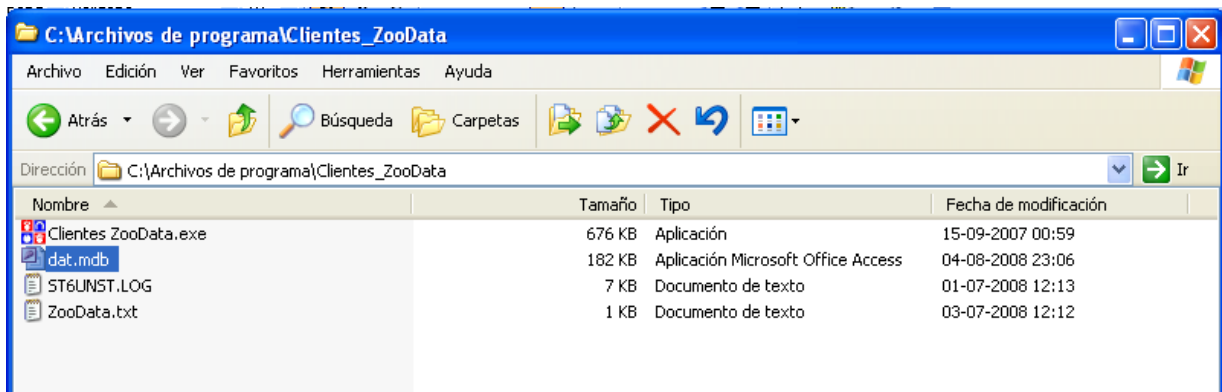 C:\Archivos de programa\Clientes_ZooData
Archivo Edición Ver Favoritos Herramientas Ayuda
Atrás Búsqueda Carpetas
Dirección C:\Archivos de programa\Clientes_ZooData Ir
Nombre Tamaño Tipo Fecha de modificación
Clientes ZooData.exe 676 KB Aplicación 15-09-2007 00:59
dat.mdb 182 KB Aplicación Microsoft Office Access 04-08-2008 23:06
ST6UNST.LOG 7 KB Documento de texto 01-07-2008 12:13
ZooData.txt 1 KB Documento de texto 03-07-2008 12:12